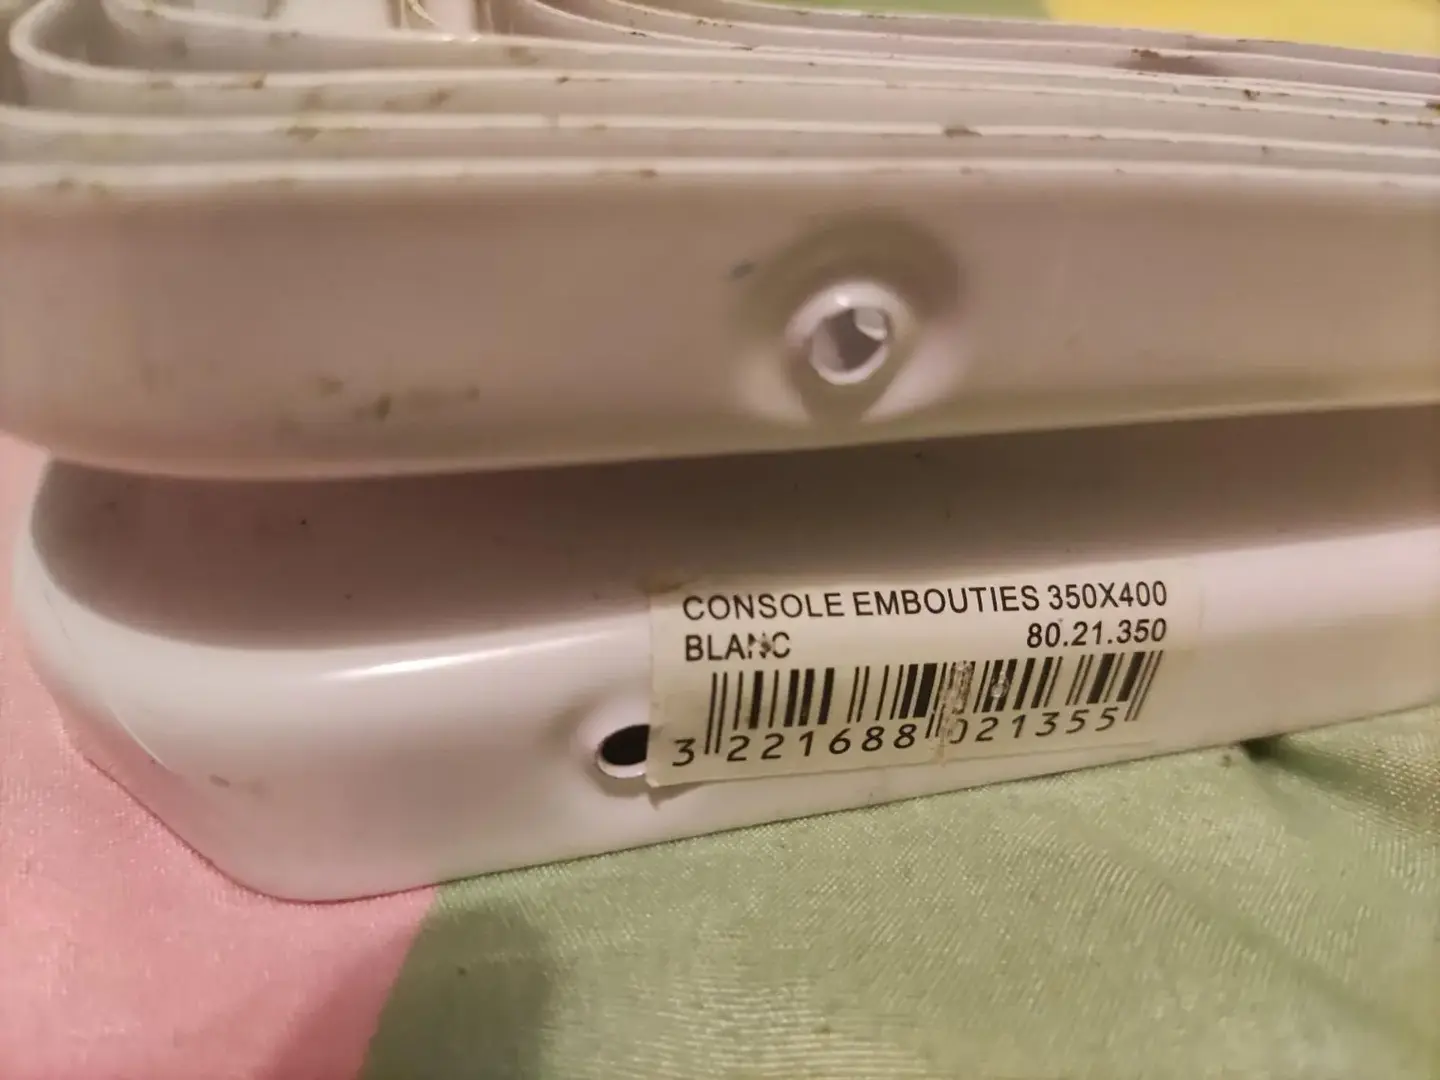 CONSOLE EMBOUTIES 350X400
BLANC 80.21.350
3 221688 021355